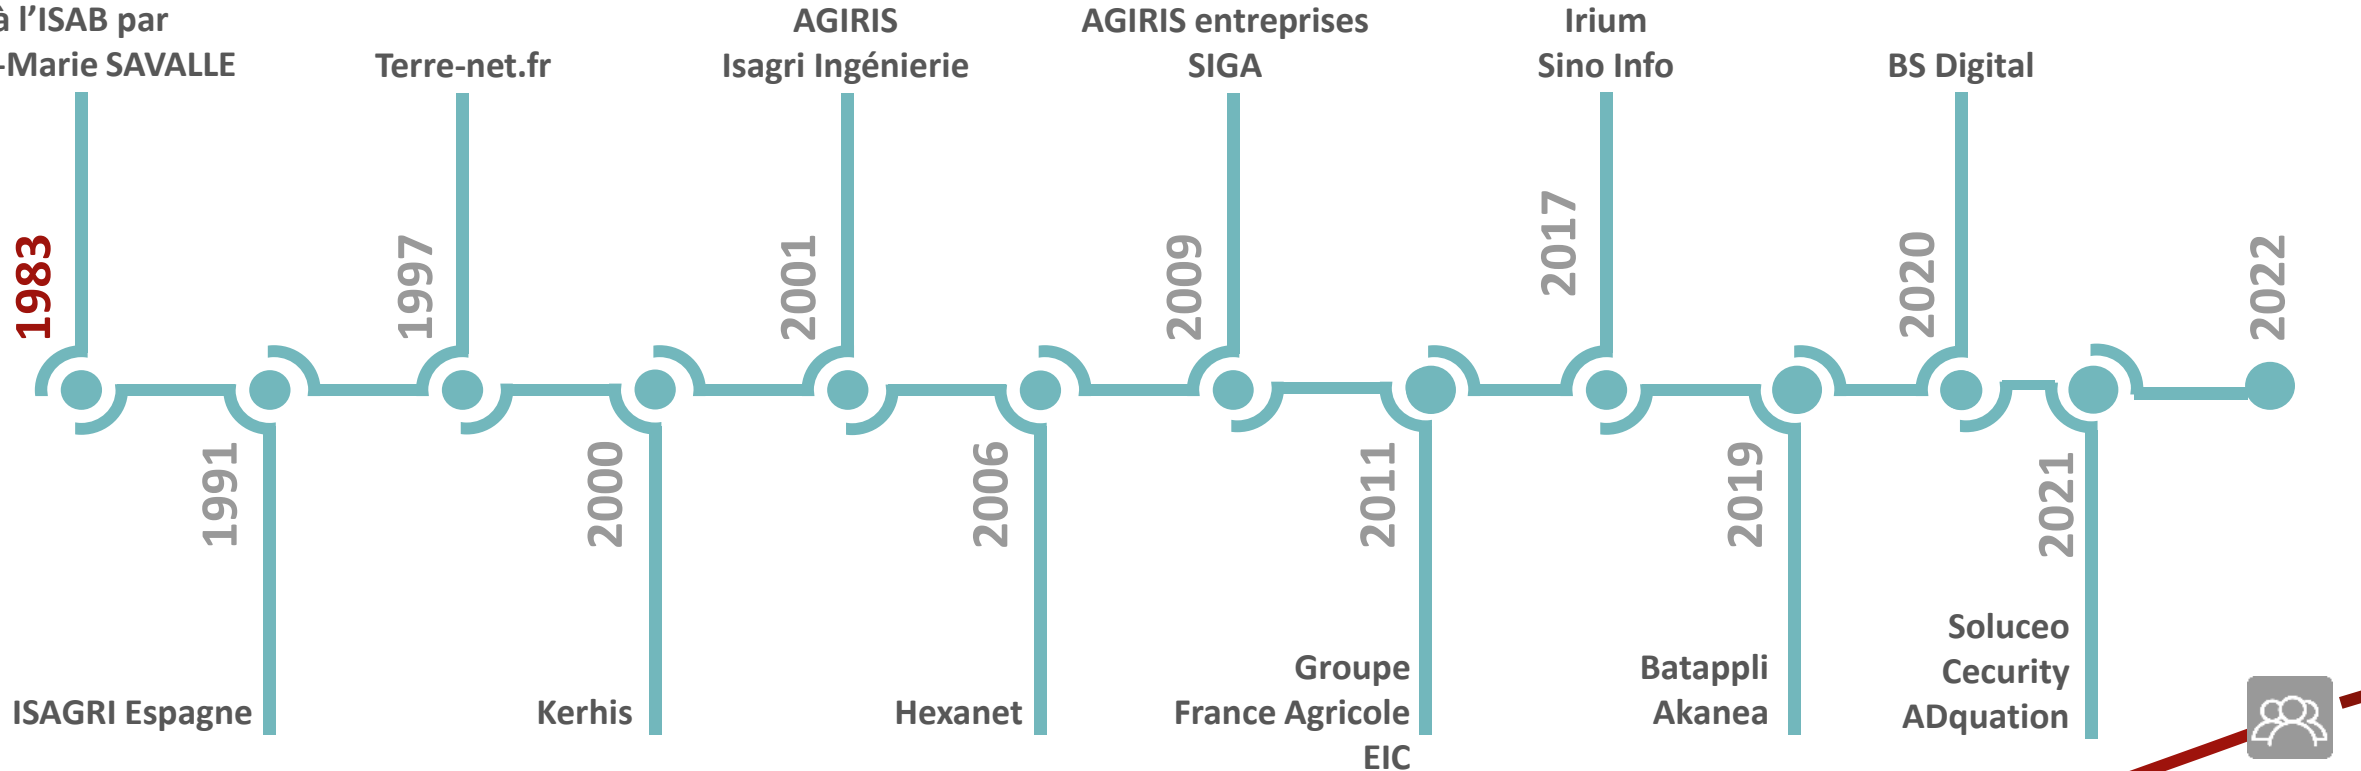 à l'ISAB par
-Marie SAVALLE
1983
ISAGRI Espagne
1991
Terre-net.fr
1997
Kerhis
2000
AGIRIS
Isagri Ingénierie
2001
Hexanet
2006
AGIRIS entreprises
SIGA
2009
Groupe
France Agricole
EIC
2011
Irium
Sino Info
2017
Batappli
Akanea
2019
BS Digital
2020
Soluceo
Cecurity
ADquation
2021
2022